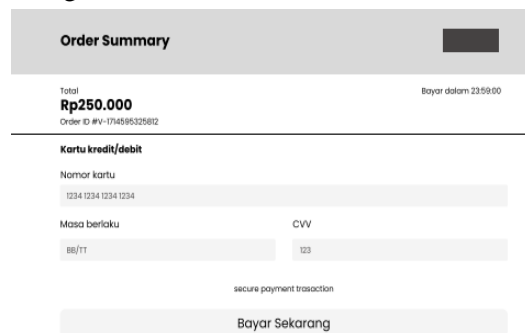 Order Summary
Total
Bayar dalam 23:59:00
Rp250.000
Order ID #V-1714595325812
Kartu kredit/debit
Nomor kartu
1234 1234 1234 1234
Masa berlaku
CVV
BB/TT
123
secure payment trasaction
Bayar Sekarang